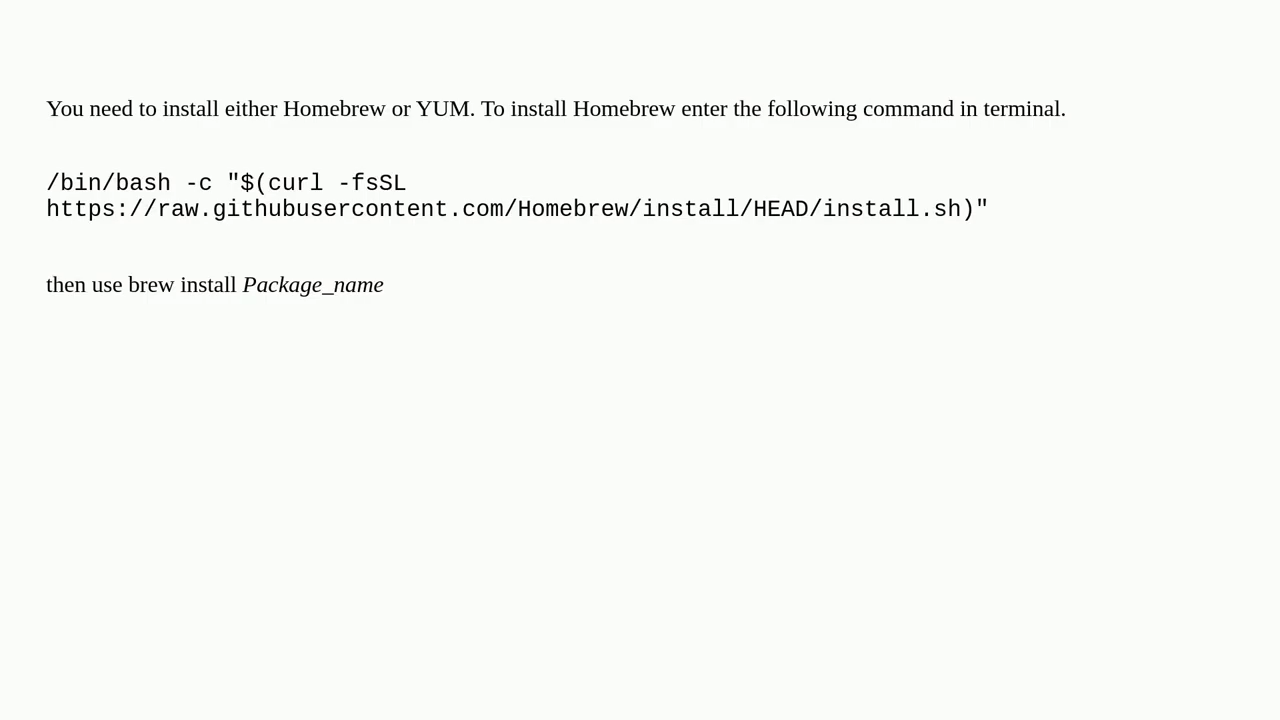 You need to install either Homebrew or YUM. To install Homebrew enter the following command in terminal.
/bin/bash -c "$(curl -fsSL
https://raw.githubusercontent.com/Homebrew/install/HEAD/install.sh)"
then use brew install Package_name